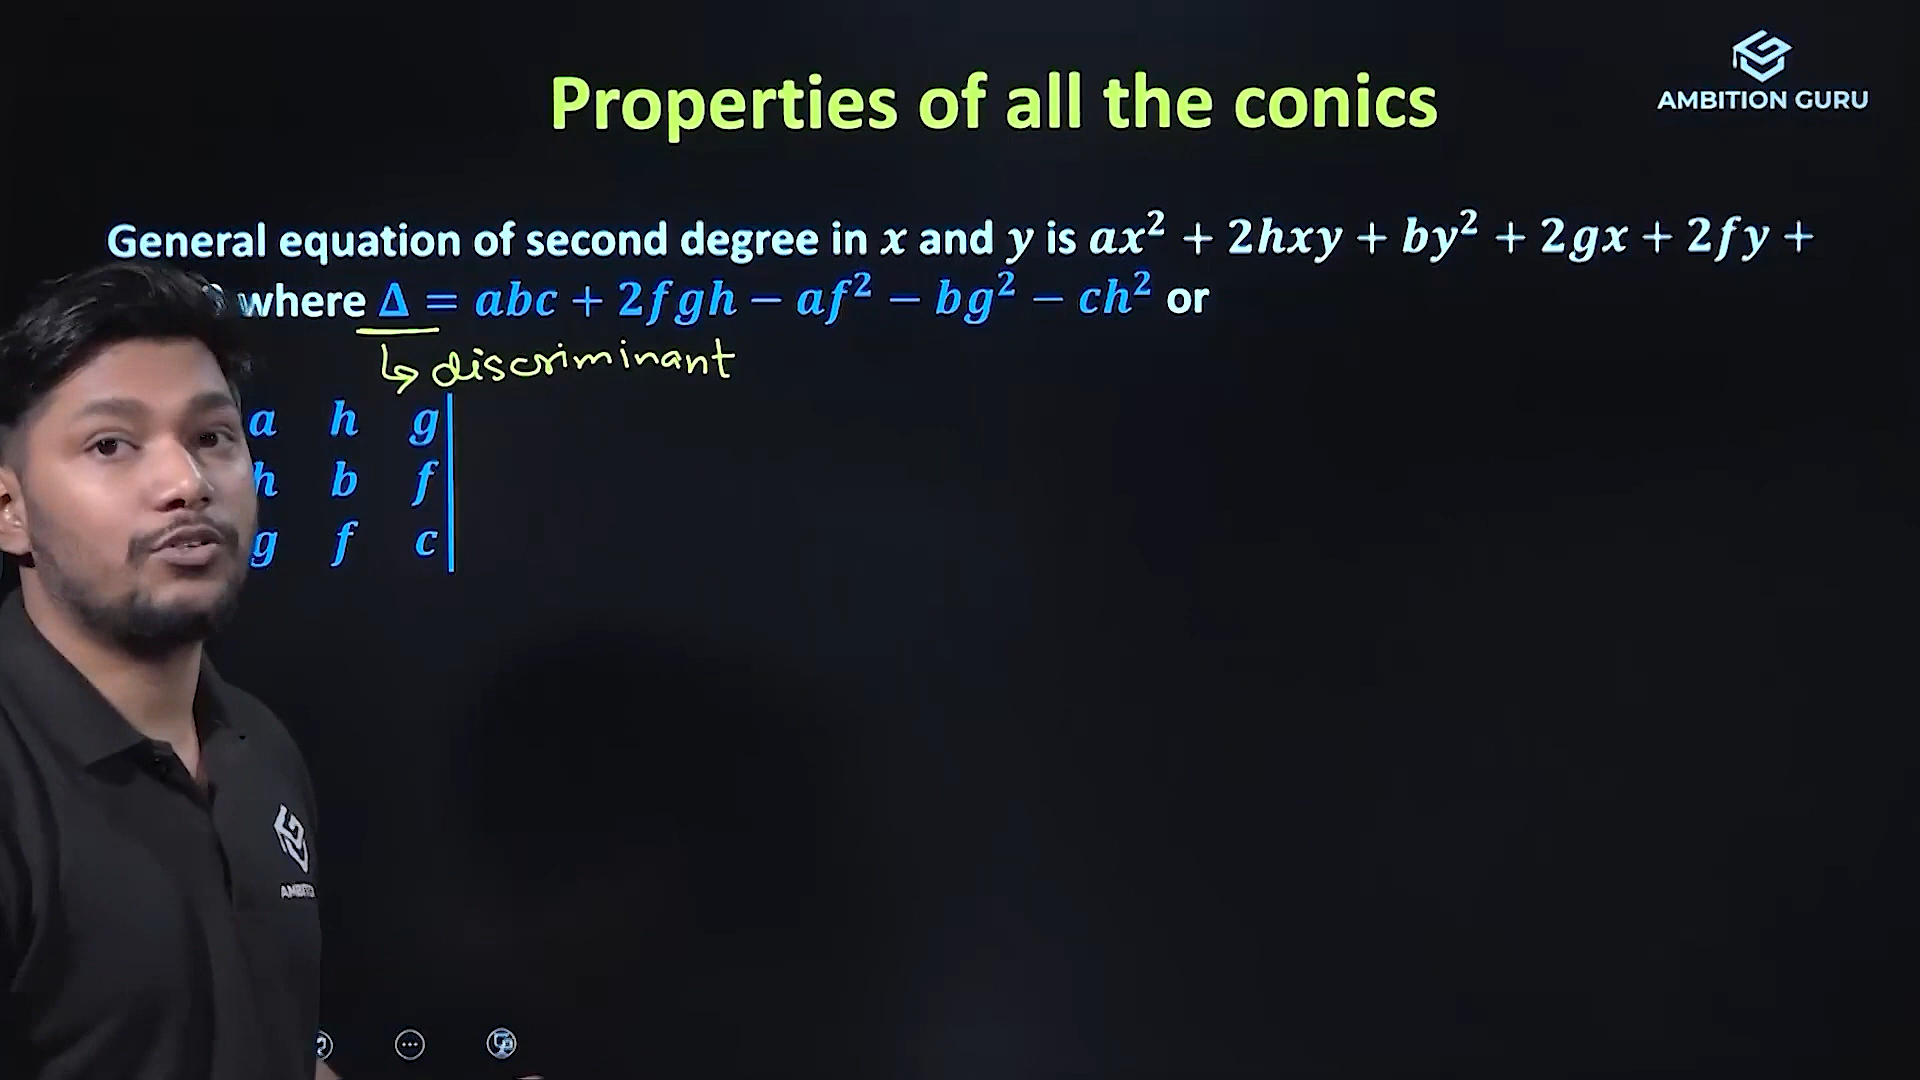 AMBITION GURU
Properties of all the conics
General equation of second degree in x and y is ax² + 2hxy + by² + 2gx + 2fy +
where Δ = abc + 2fgh − af² − bg² − ch² or
↳ discriminant
a h g
h b f
g f c